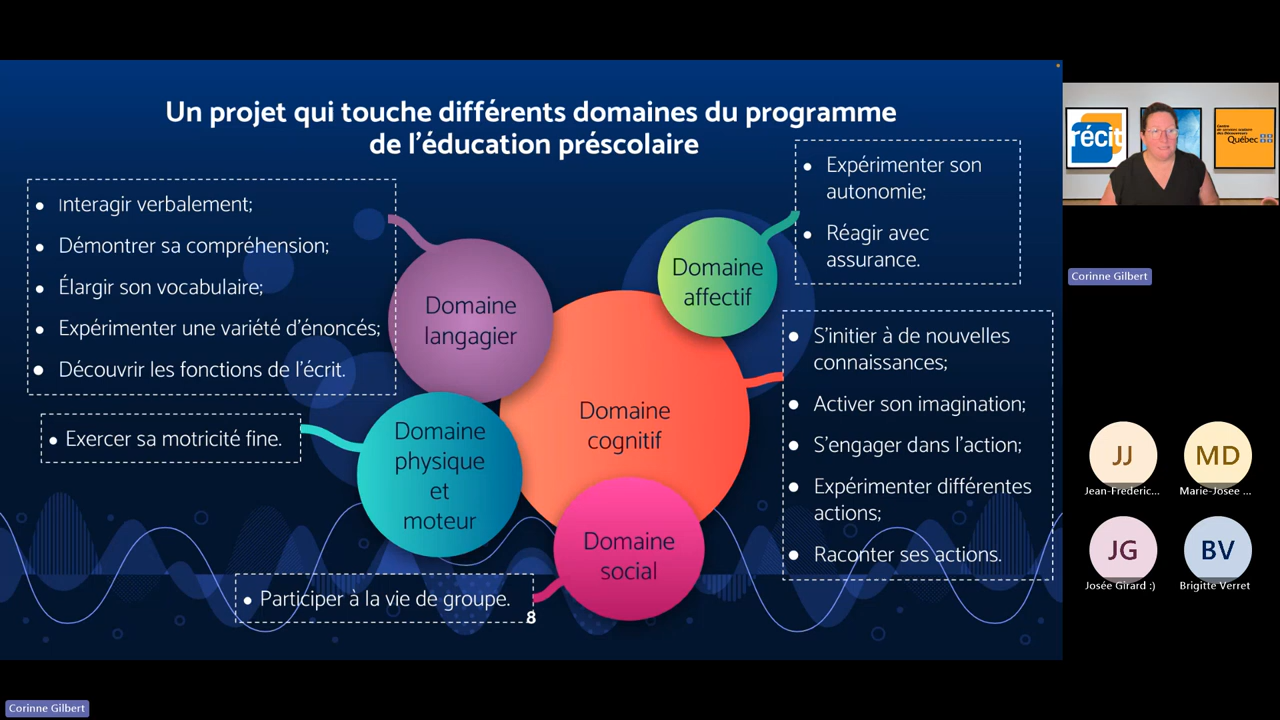 Un projet qui touche différents domaines du programme
de l'éducation préscolaire
• Interagir verbalement;
• Démontrer sa compréhension;
• Élargir son vocabulaire;
• Expérimenter une variété d'énoncés;
• Découvrir les fonctions de l'écrit.
• Exercer sa motricité fine.
• Participer à la vie de groupe.
8
Domaine
langagier
Domaine
physique
et
moteur
Domaine
cognitif
Domaine
social
Domaine
affectif
• Expérimenter son
autonomie;
• Réagir avec
assurance.
• S'initier à de nouvelles
connaissances;
• Activer son imagination;
• S'engager dans l'action;
• Expérimenter différentes
actions;
• Raconter ses actions.
récit
Québec
Corinne Gilbert
JJ
Jean-Frederic...
MD
Marie-Josee ...
JG
Josée Girard :)
BV
Brigitte Verret
Corinne Gilbert